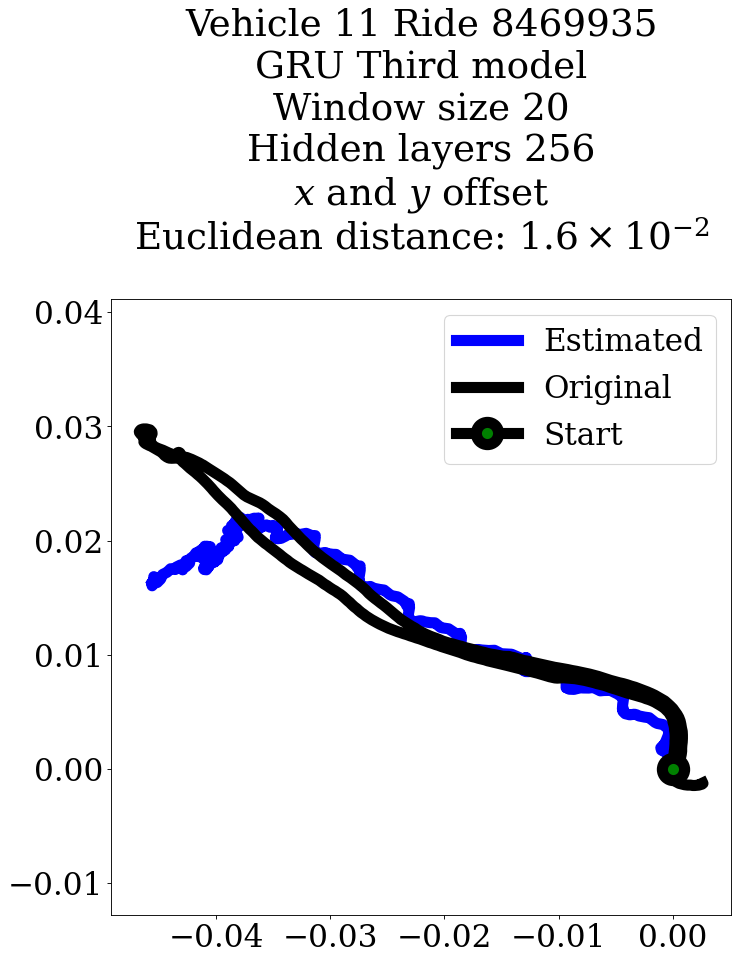 Vehicle 11 Ride 8469935
GRU Third model
Window size 20
Hidden layers 256
x and y offset
Euclidean distance: 1.6 × 10⁻²
Estimated
Original
Start
0.04
0.03
0.02
0.01
0.00
−0.01
−0.04 −0.03 −0.02 −0.01 0.00